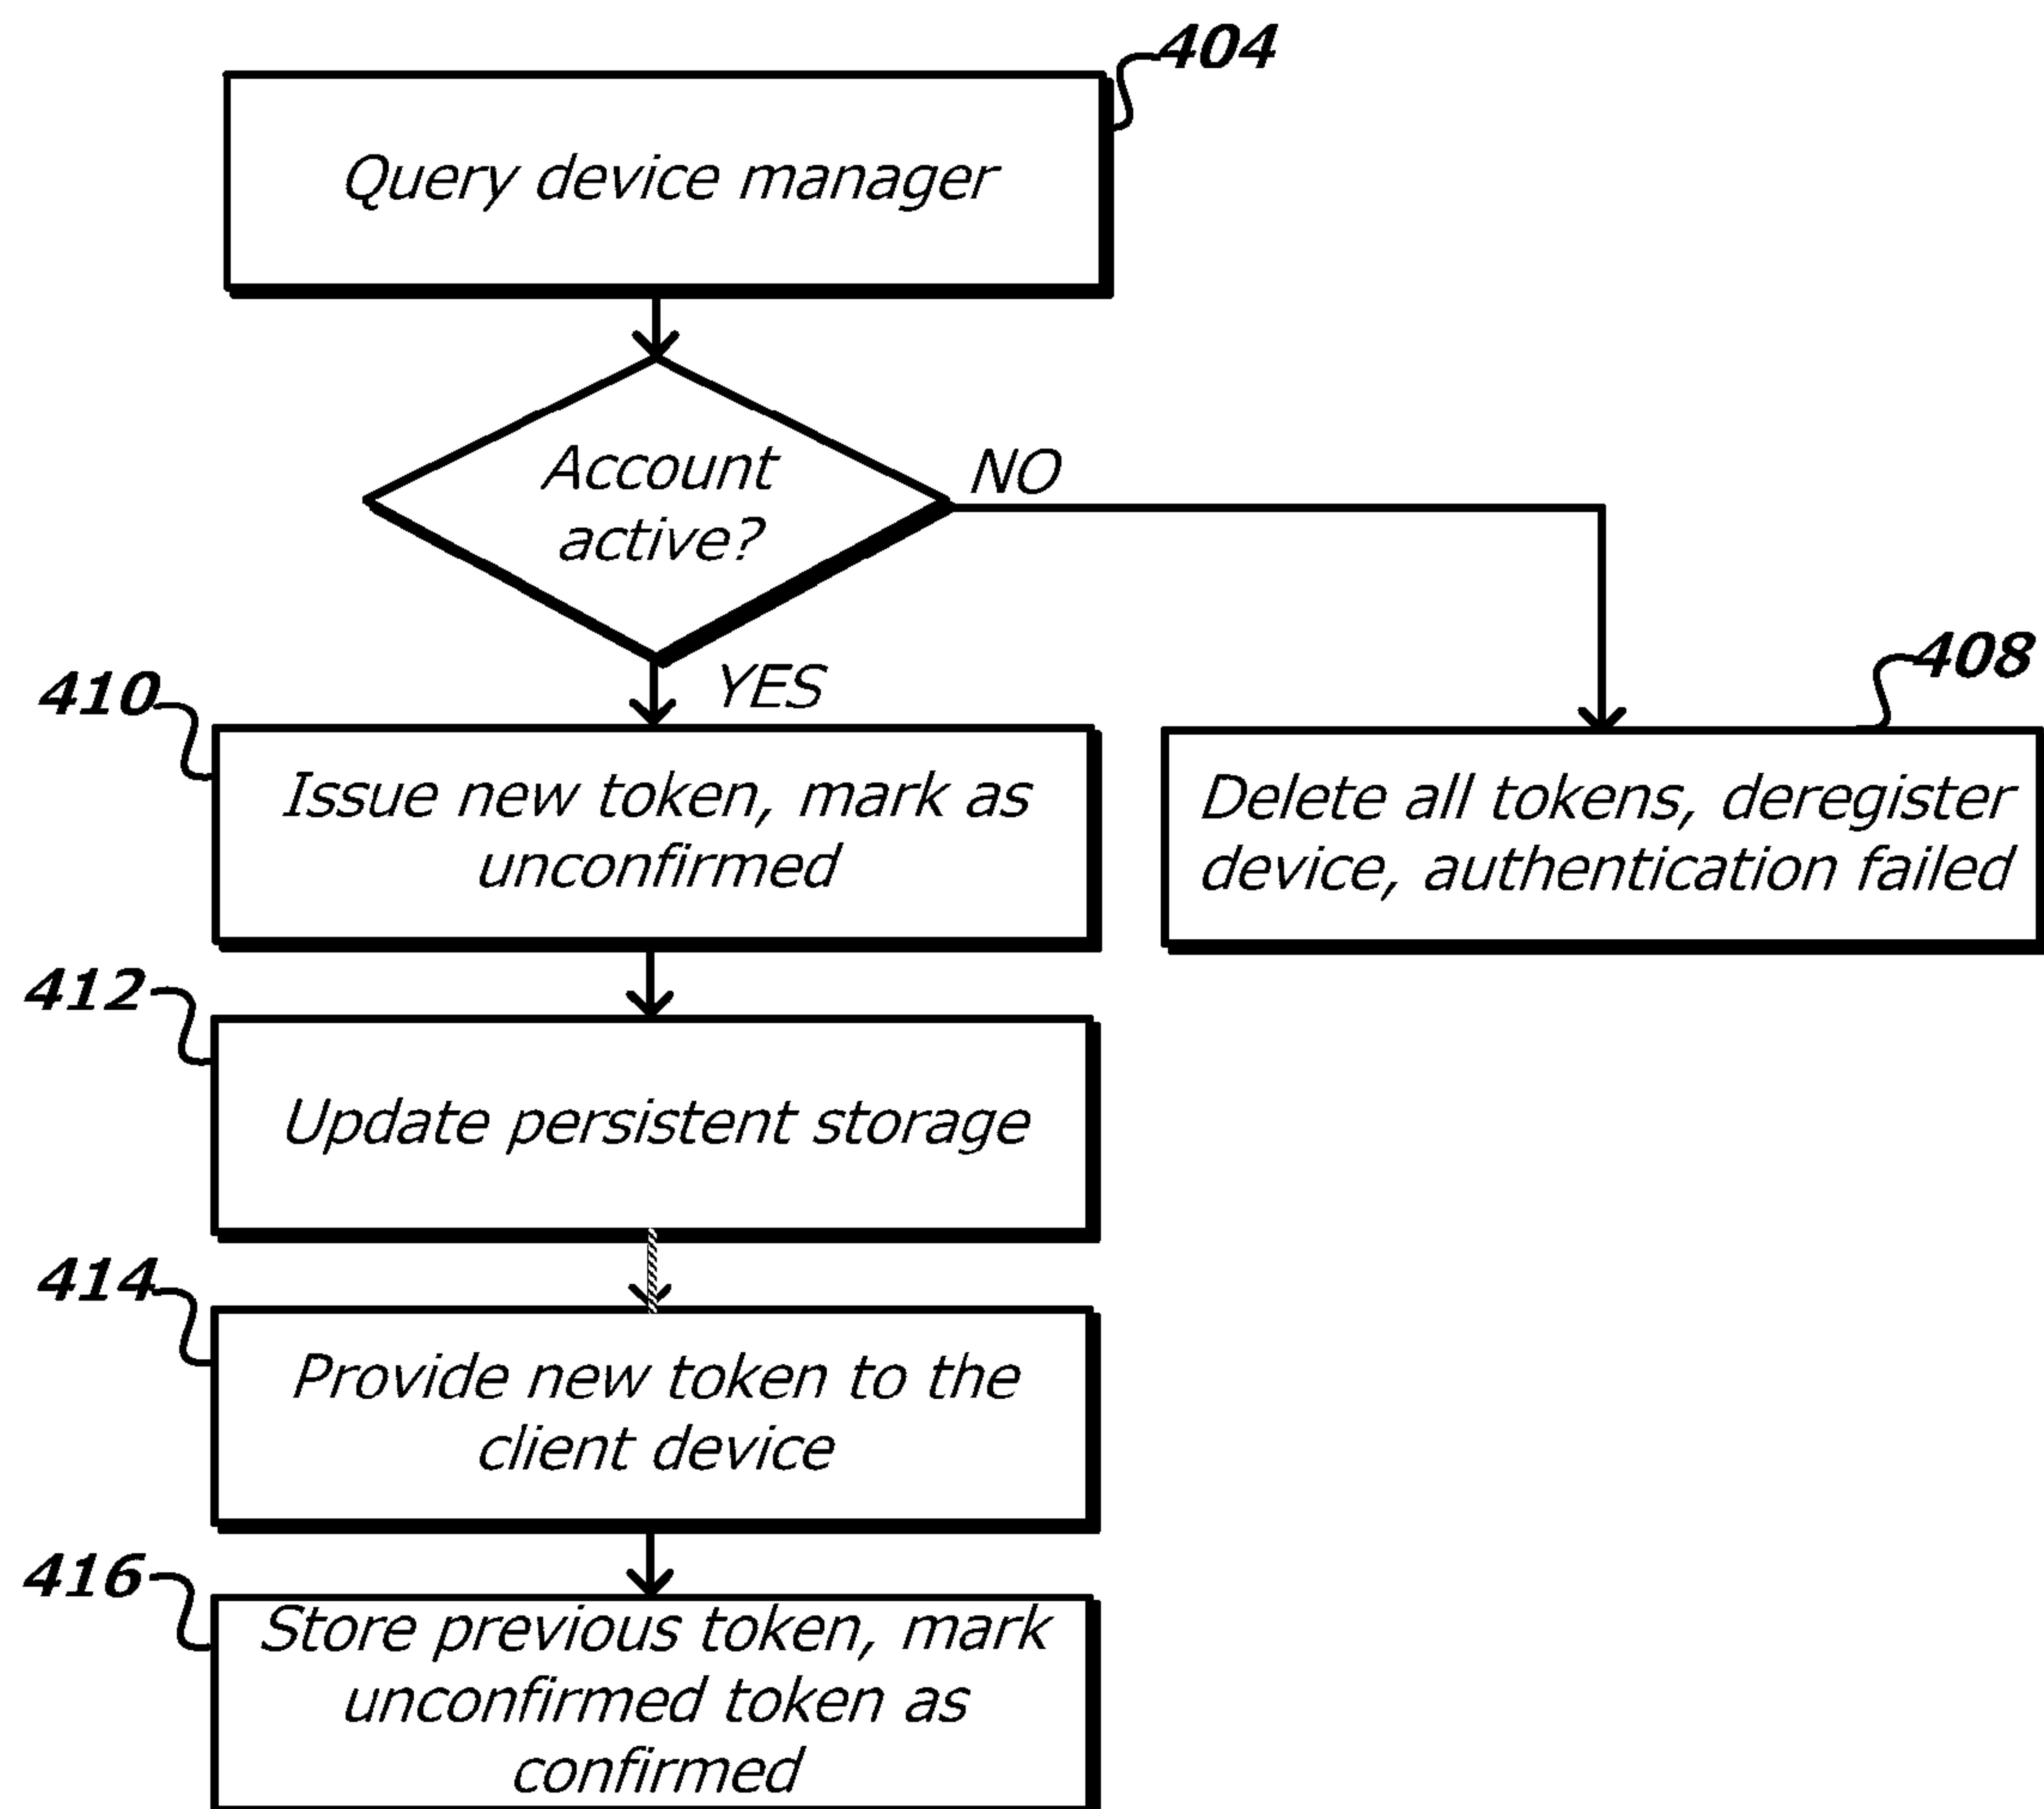 404
Query device manager
Account
active?
NO
YES
408
410
Issue new token, mark as
unconfirmed
Delete all tokens, deregister
device, authentication failed
412
Update persistent storage
414
Provide new token to the
client device
416
Store previous token, mark
unconfirmed token as
confirmed